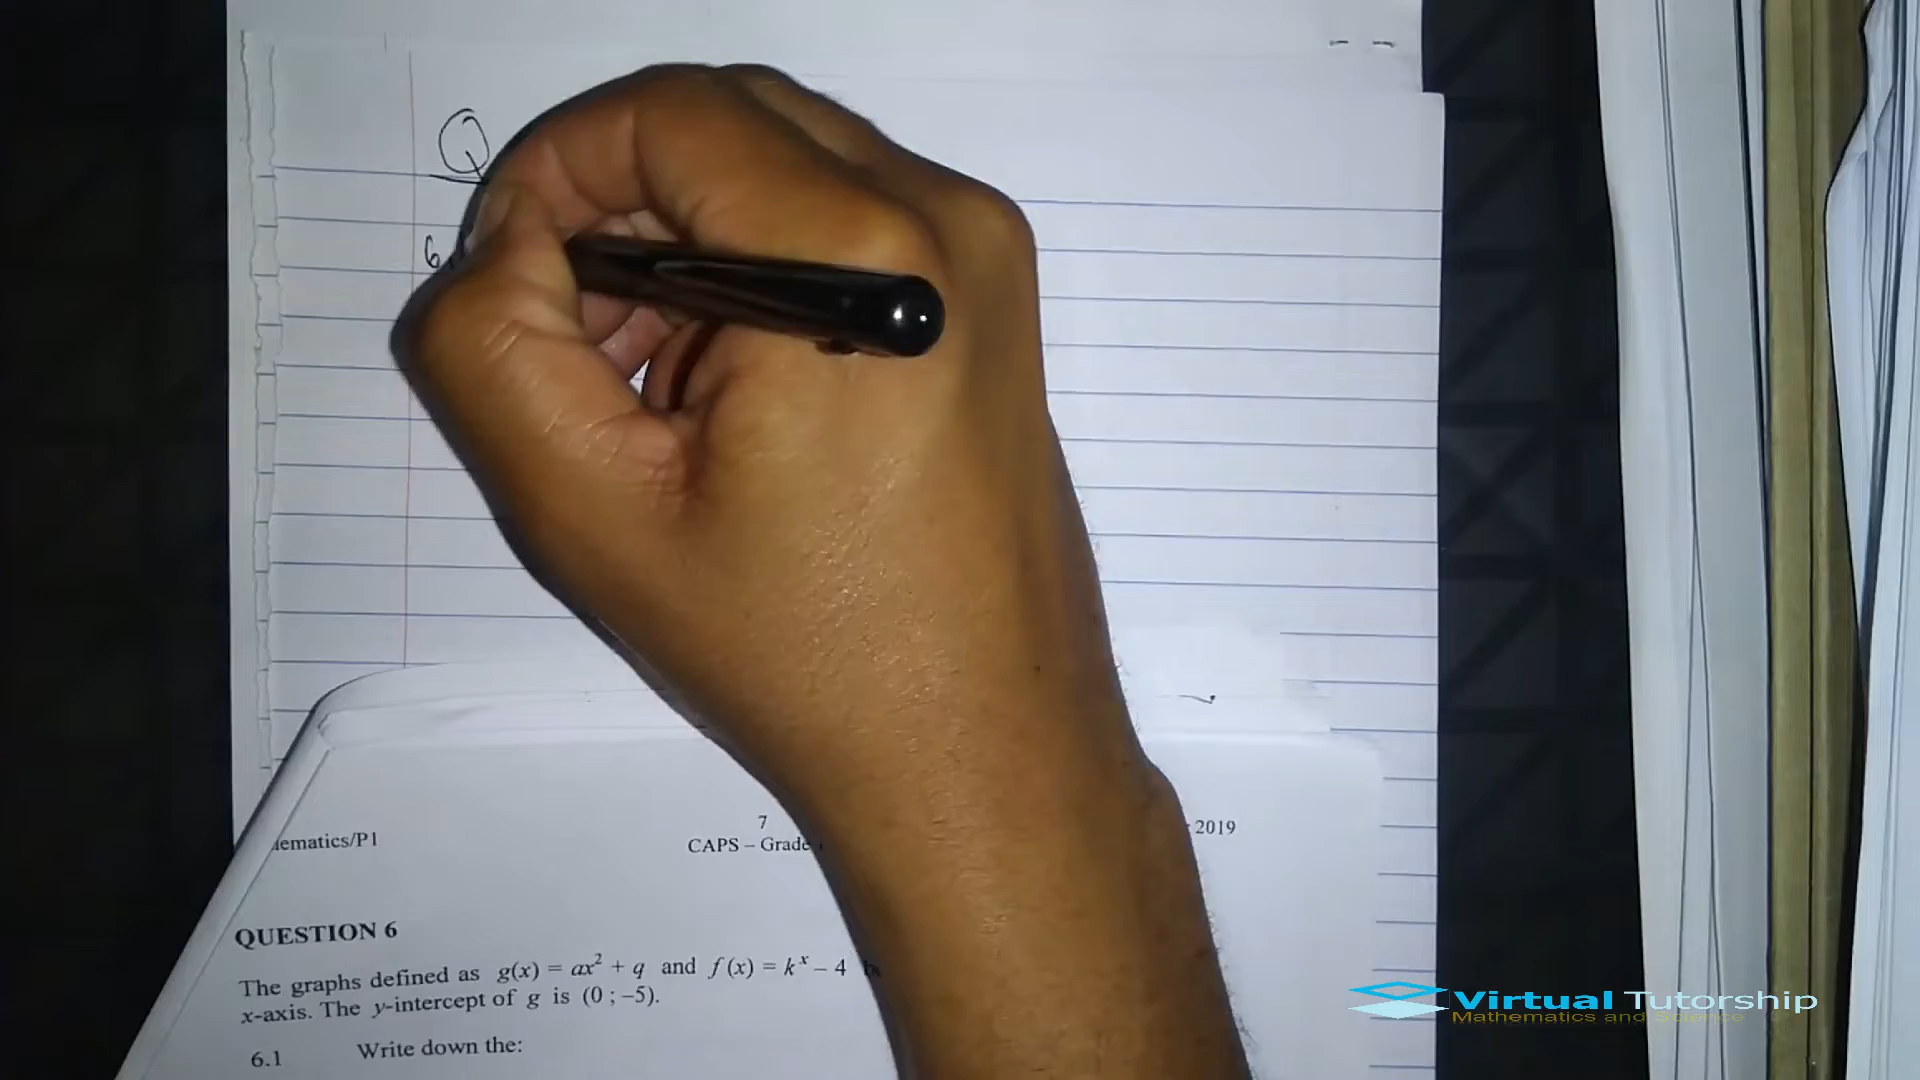 Q
6.
7
ematics/P1
CAPS – Grade
2019
QUESTION 6
The graphs defined as g(x) = ax² + q and f(x) = kˣ – 4
x-axis. The y-intercept of g is (0 ; –5).
6.1 Write down the:
Virtual Tutorship
Mathematics and Science